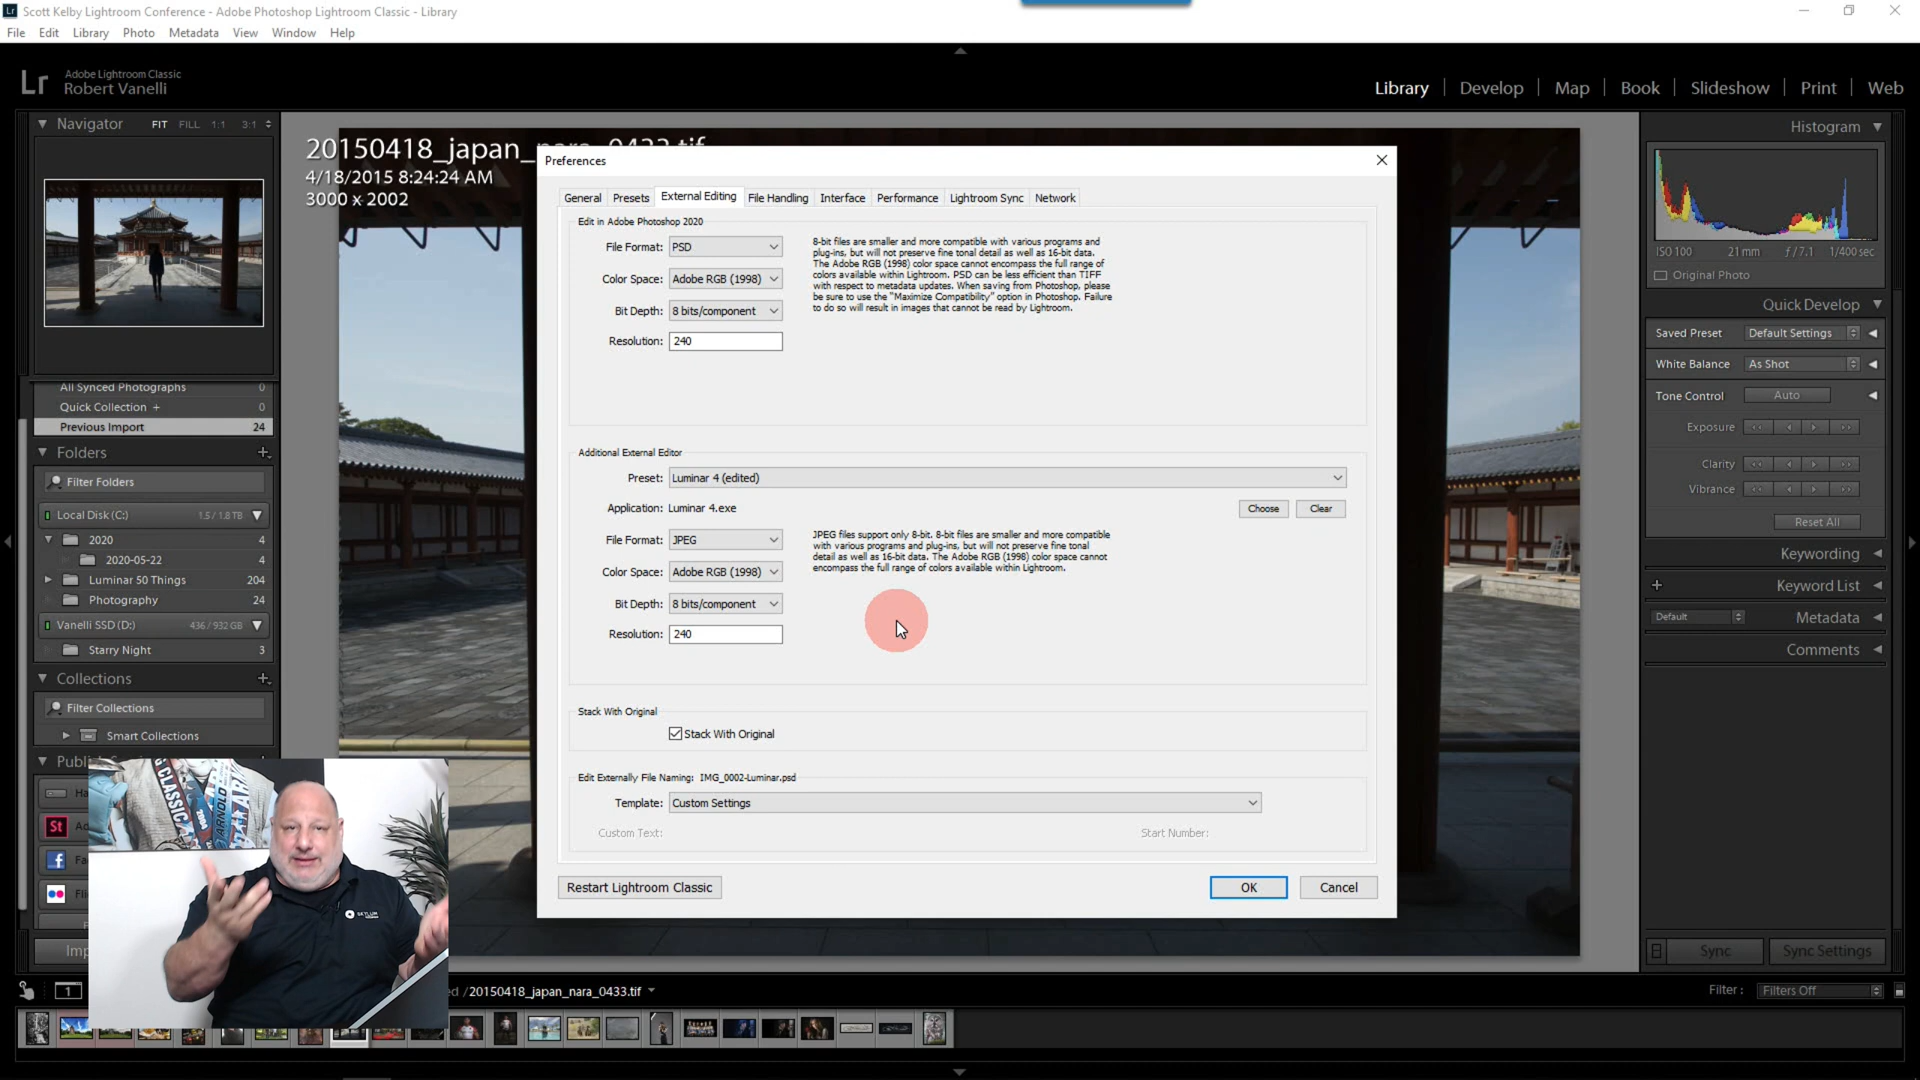 Scott Kelby Lightroom Conference - Adobe Photoshop Lightroom Classic - Library
File Edit Library Photo Metadata View Window Help
Lr
Adobe Lightroom Classic
Robert Vanelli
Library Develop Map Book Slideshow Print Web
Navigator FIT FILL 1:1 3:1
All Synced Photographs 0
Quick Collection + 0
Previous Import 24
Folders
Filter Folders
Local Disk (C:) 1.5 / 1.8 TB
2020 4
2020-05-22 4
Luminar 50 Things 204
Photography 24
Vanelli SSD (D:) 436 / 932 GB
Starry Night 3
Collections
Filter Collections
Smart Collections
St
SKYLUM
1
20150418_japan_
4/18/2015 8:24:24 AM
3000 x 2002
Preferences
General Presets External Editing File Handling Interface Performance Lightroom Sync Network
Edit in Adobe Photoshop 2020
File Format: PSD
Color Space: Adobe RGB (1998)
Bit Depth: 8 bits/component
Resolution: 240
8-bit files are smaller and more compatible with various programs and
plug-ins, but will not preserve fine tonal detail as well as 16-bit data.
The Adobe RGB (1998) color space cannot encompass the full range of
colors available within Lightroom. PSD can be less efficient than TIFF
with respect to metadata updates. When saving from Photoshop, please
be sure to use the "Maximize Compatibility" option in Photoshop. Failure
to do so will result in images that cannot be read by Lightroom.
Additional External Editor
Preset: Luminar 4 (edited)
Application: Luminar 4.exe Choose Clear
File Format: JPEG
Color Space: Adobe RGB (1998)
Bit Depth: 8 bits/component
Resolution: 240
JPEG files support only 8-bit. 8-bit files are smaller and more compatible
with various programs and plug-ins, but will not preserve fine tonal
detail as well as 16-bit data. The Adobe RGB (1998) color space cannot
encompass the full range of colors available within Lightroom.
Stack With Original
Stack With Original
Edit Externally File Naming: IMG_0002-Luminar.psd
Template: Custom Settings
Custom Text: Start Number:
Restart Lightroom Classic OK Cancel
Histogram
ISO 100 21 mm ƒ / 7.1 1/400 sec
Original Photo
Quick Develop
Saved Preset Default Settings
White Balance As Shot
Tone Control Auto
Exposure
Clarity
Vibrance
Reset All
Keywording
Keyword List
Default Metadata
Comments
Sync Sync Settings
/20150418_japan_nara_0433.tif
Filter : Filters Off